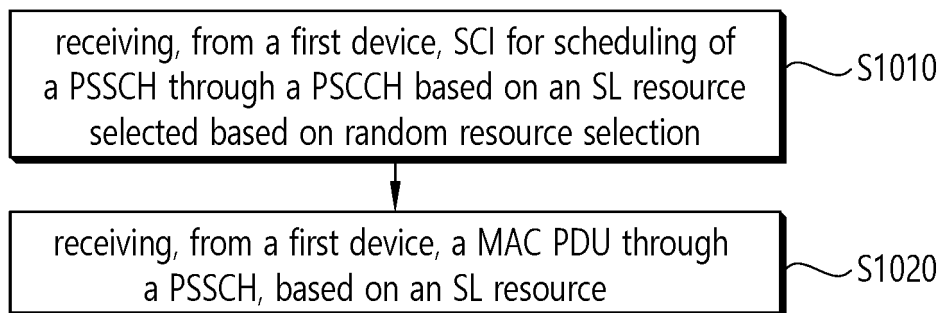 receiving, from a first device, SCI for scheduling of
a PSSCH through a PSCCH based on an SL resource
selected based on random resource selection
S1010
receiving, from a first device, a MAC PDU through
a PSSCH, based on an SL resource
S1020